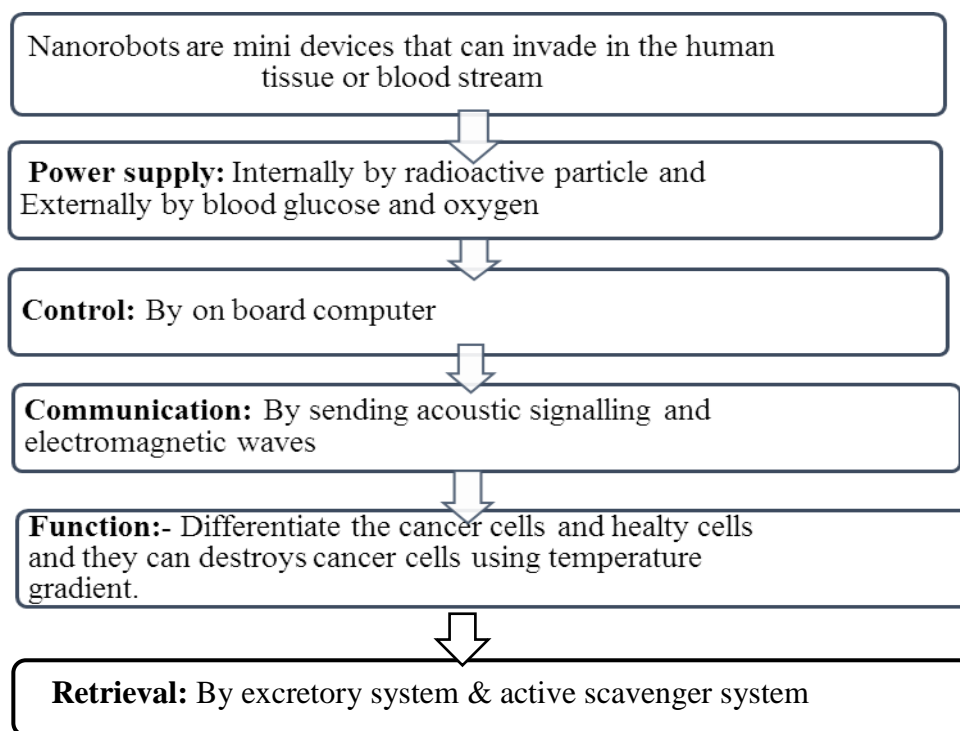 Nanorobots are mini devices that can invade in the human
tissue or blood stream
Power supply: Internally by radioactive particle and
Externally by blood glucose and oxygen
Control: By on board computer
Communication: By sending acoustic signalling and
electromagnetic waves
Function:- Differentiate the cancer cells and healty cells
and they can destroys cancer cells using temperature
gradient.
Retrieval: By excretory system & active scavenger system